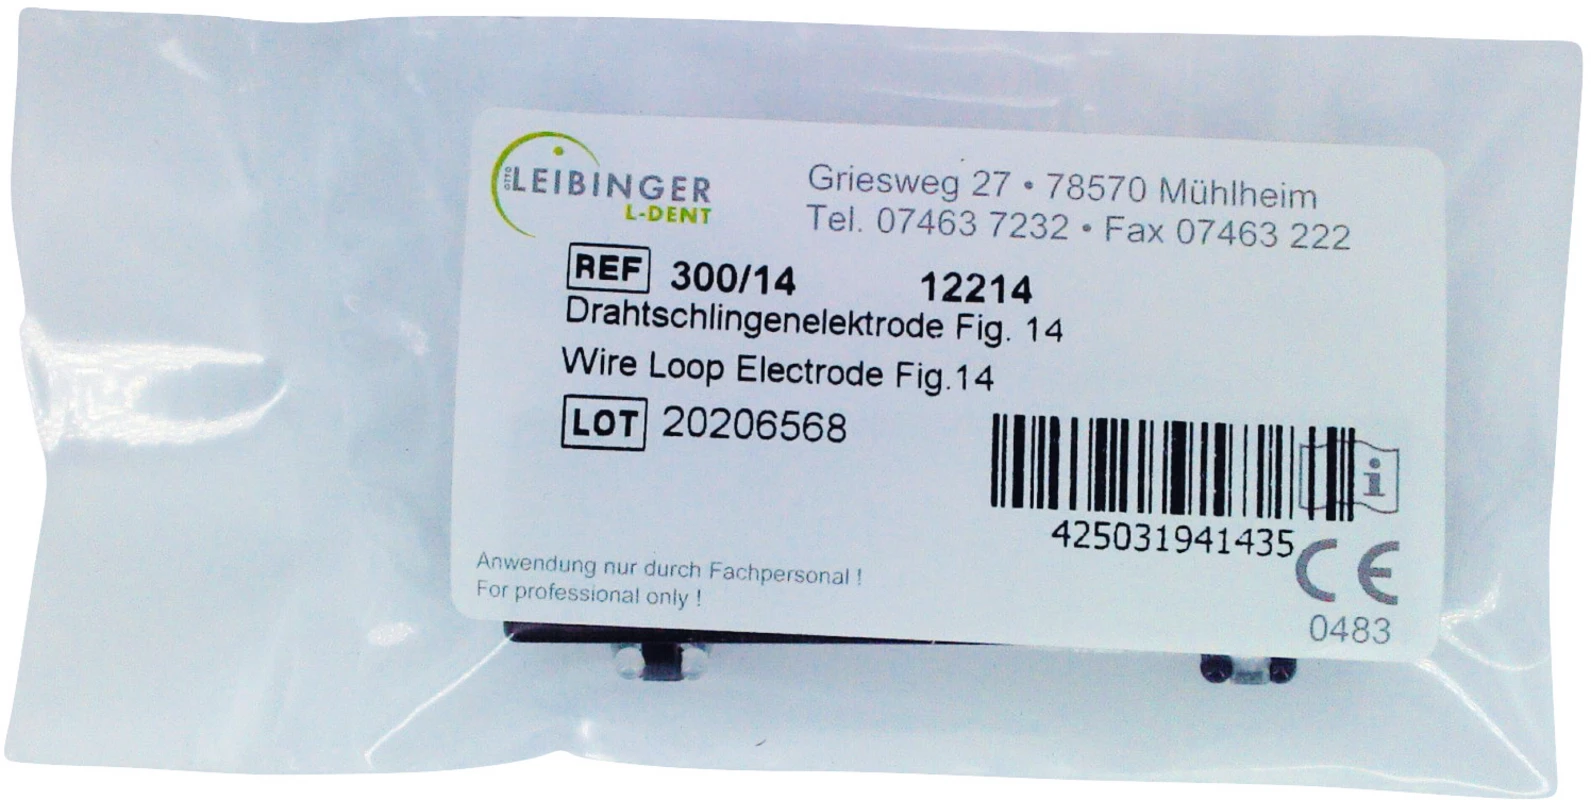 OTTO
LEIBINGER
L-DENT
Griesweg 27 • 78570 Mühlheim
Tel. 07463 7232 • Fax 07463 222
REF 300/14 12214
Drahtschlingenelektrode Fig. 14
Wire Loop Electrode Fig.14
LOT 20206568
i
425031941435
CE
0483
Anwendung nur durch Fachpersonal !
For professional only !